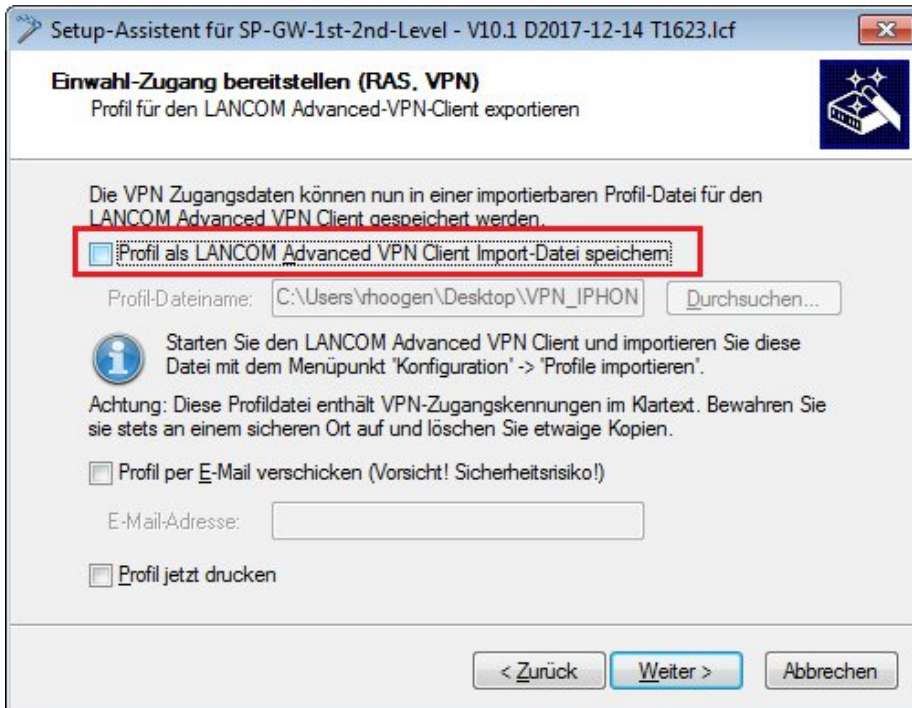 Setup-Assistent für SP-GW-1st-2nd-Level - V10.1 D2017-12-14 T1623.lcf
Einwahl-Zugang bereitstellen (RAS, VPN)
Profil für den LANCOM Advanced-VPN-Client exportieren
Die VPN Zugangsdaten können nun in einer importierbaren Profil-Datei für den
LANCOM Advanced VPN Client gespeichert werden.
Profil als LANCOM Advanced VPN Client Import-Datei speichern
Profil-Dateiname: C:\Users\rhoogen\Desktop\VPN_IPHON Durchsuchen...
Starten Sie den LANCOM Advanced VPN Client und importieren Sie diese
Datei mit dem Menüpunkt 'Konfiguration' -> 'Profile importieren'.
Achtung: Diese Profildatei enthält VPN-Zugangskennungen im Klartext. Bewahren Sie
sie stets an einem sicheren Ort auf und löschen Sie etwaige Kopien.
Profil per E-Mail verschicken (Vorsicht! Sicherheitsrisiko!)
E-Mail-Adresse:
Profil jetzt drucken
< Zurück Weiter > Abbrechen